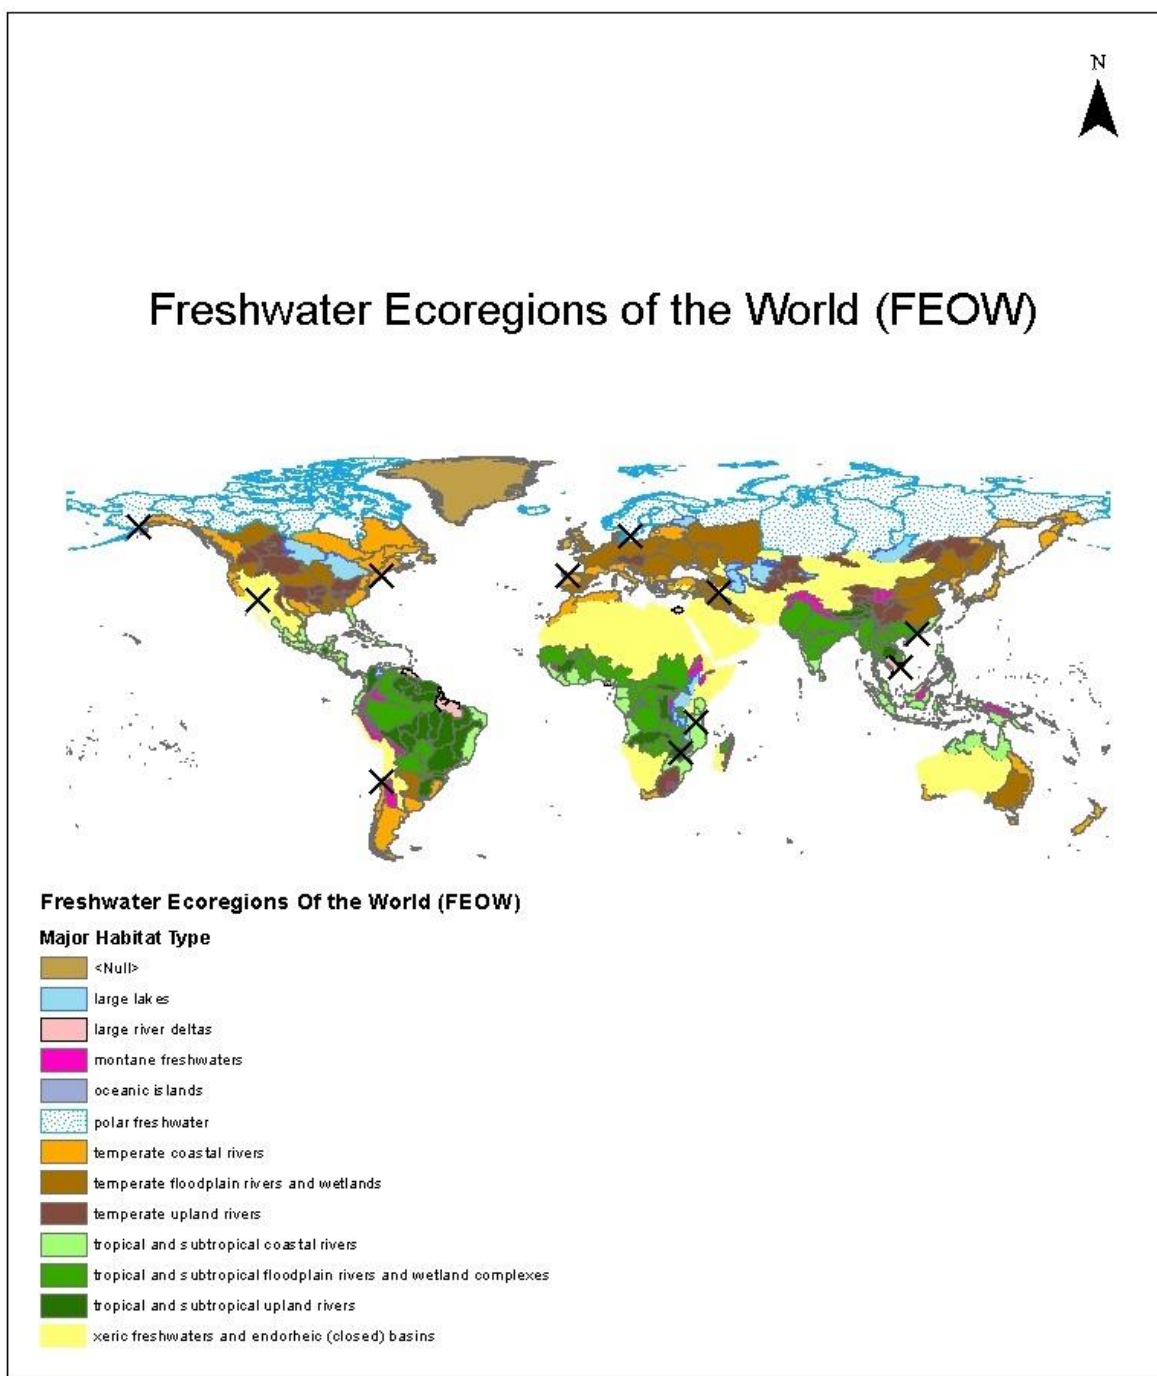 N
Freshwater Ecoregions of the World (FEOW)
Freshwater Ecoregions Of the World (FEOW)
Major Habitat Type
<Null>
large lakes
large river deltas
montane freshwaters
oceanic islands
polar freshwater
temperate coastal rivers
temperate floodplain rivers and wetlands
temperate upland rivers
tropical and subtropical coastal rivers
tropical and subtropical floodplain rivers and wetland complexes
tropical and subtropical upland rivers
xeric freshwaters and endorheic (closed) basins